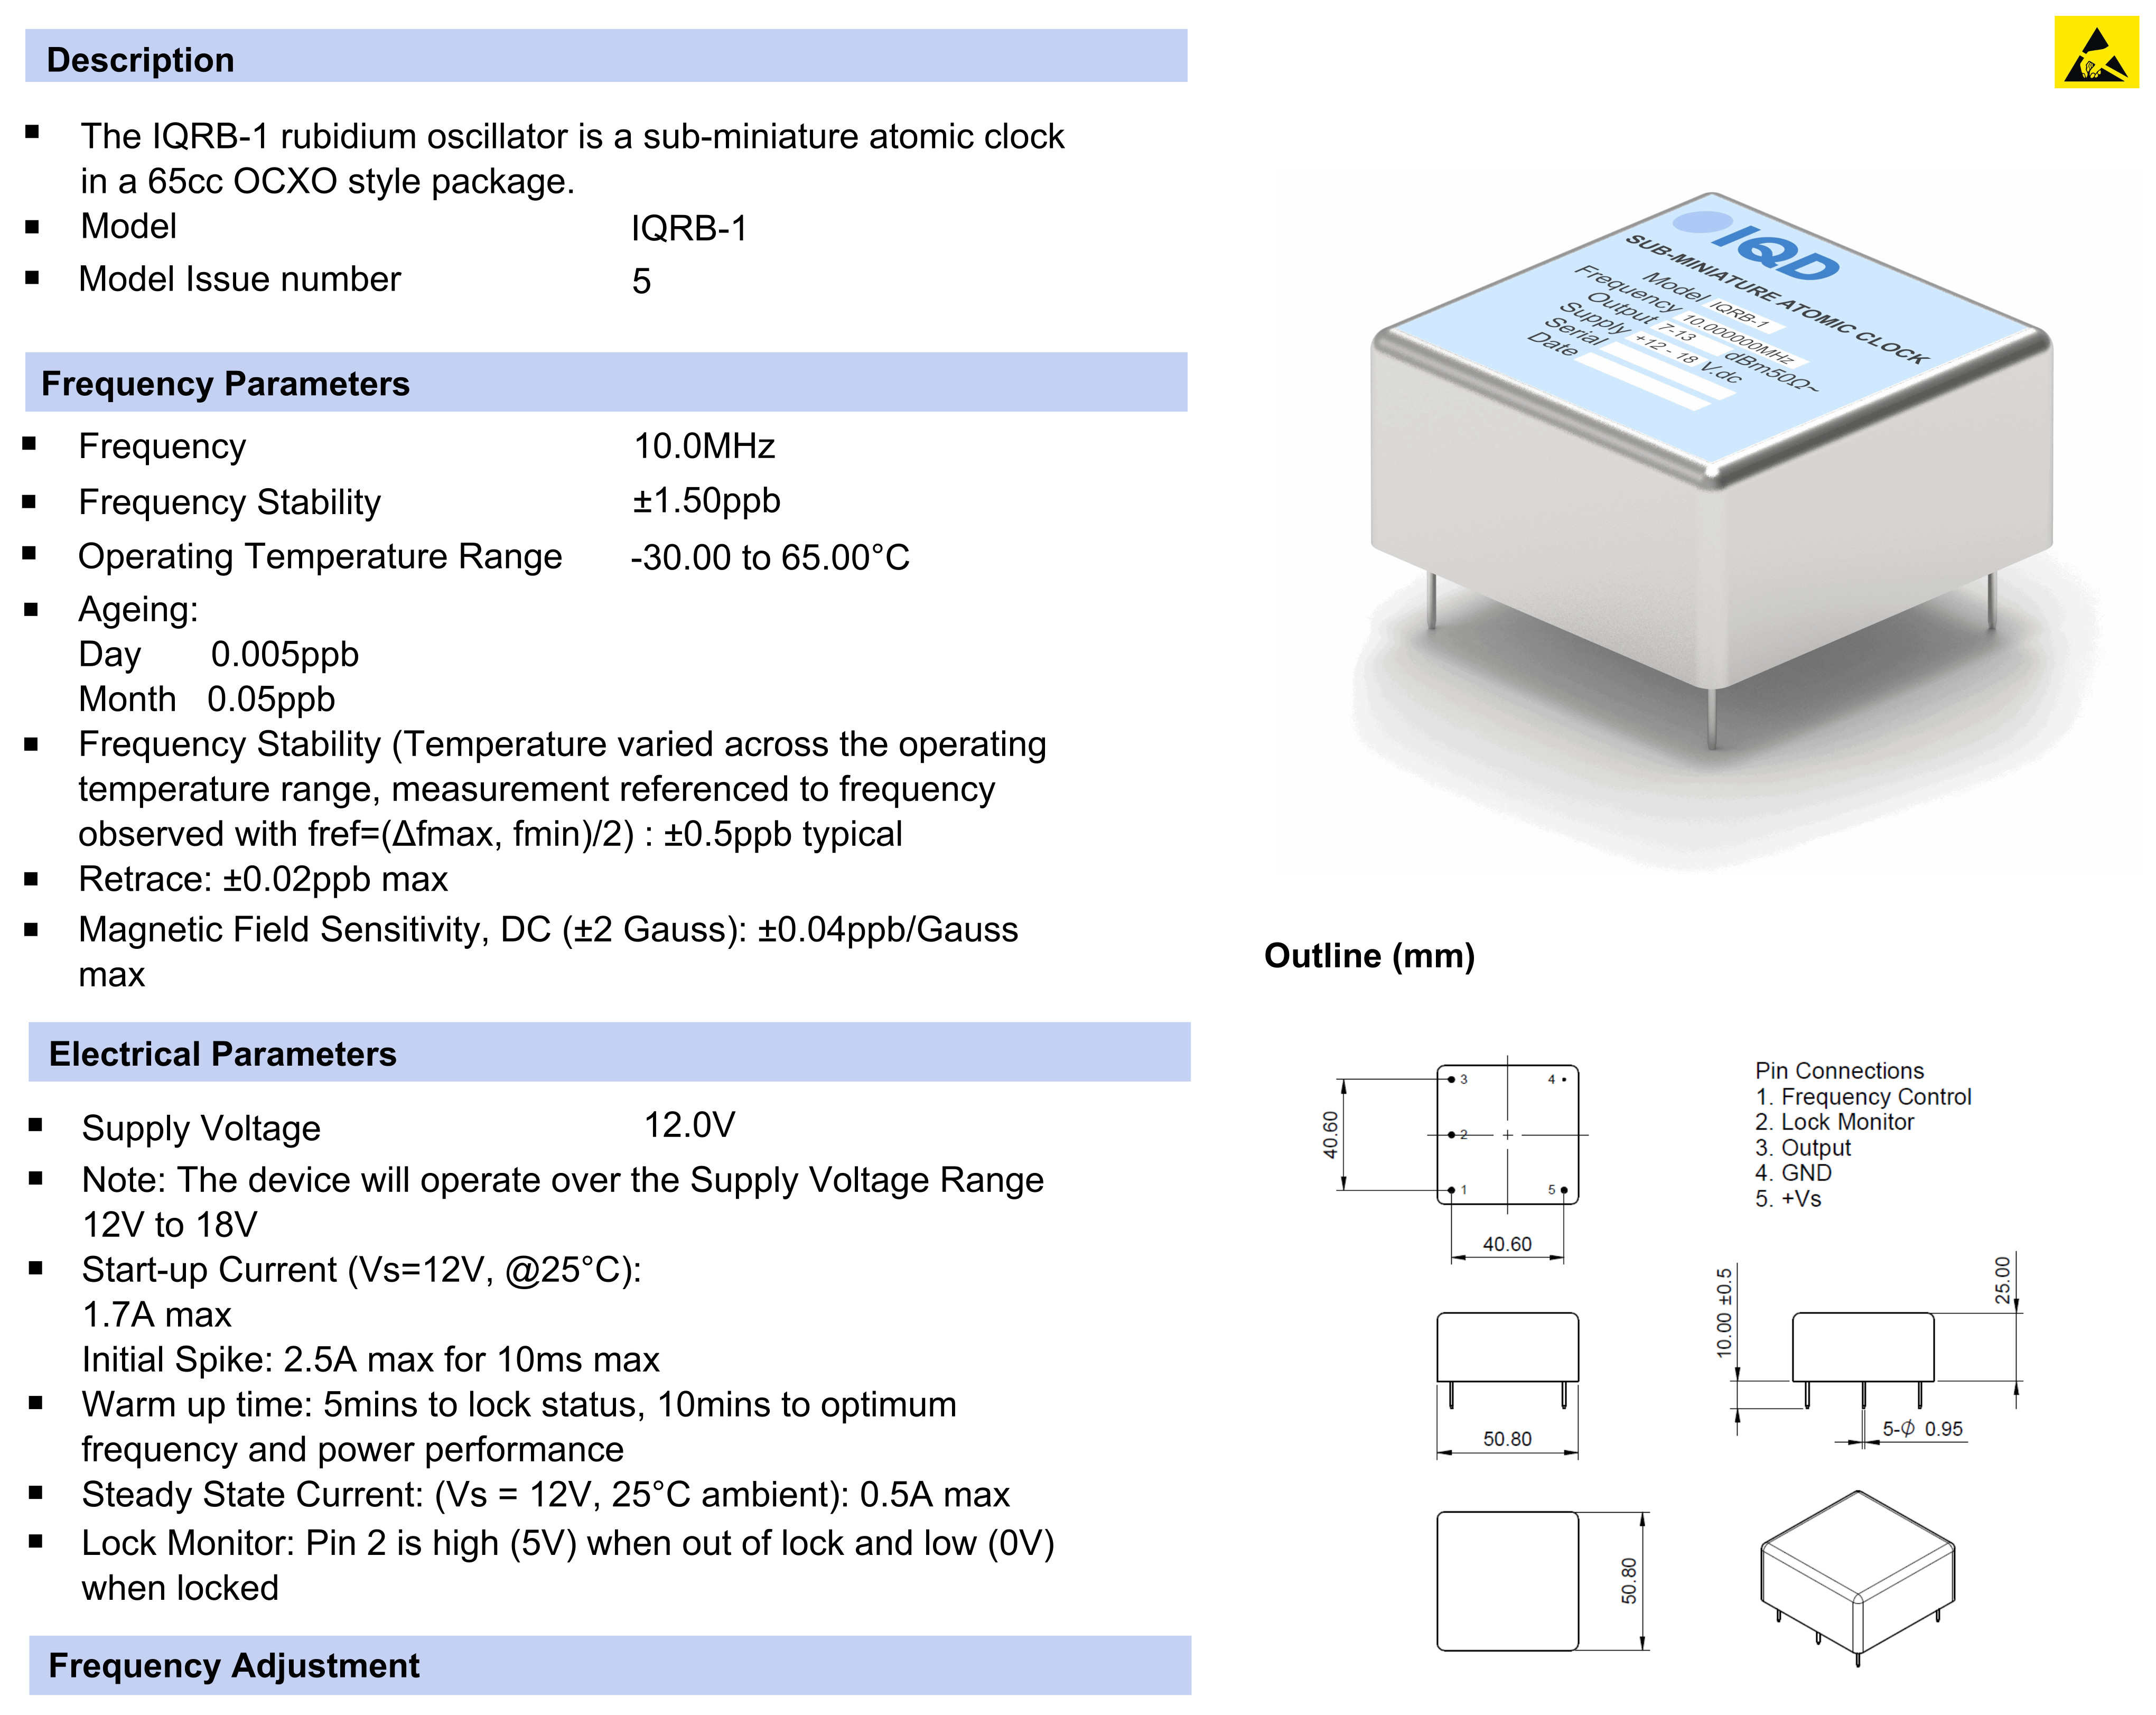 Description
The IQRB-1 rubidium oscillator is a sub-miniature atomic clock
in a 65cc OCXO style package.
Model IQRB-1
Model Issue number 5
Frequency Parameters
Frequency 10.0MHz
Frequency Stability ±1.50ppb
Operating Temperature Range -30.00 to 65.00°C
Ageing:
Day 0.005ppb
Month 0.05ppb
Frequency Stability (Temperature varied across the operating
temperature range, measurement referenced to frequency
observed with fref=(Δfmax, fmin)/2) : ±0.5ppb typical
Retrace: ±0.02ppb max
Magnetic Field Sensitivity, DC (±2 Gauss): ±0.04ppb/Gauss
max
Electrical Parameters
Supply Voltage 12.0V
Note: The device will operate over the Supply Voltage Range
12V to 18V
Start-up Current (Vs=12V, @25°C):
1.7A max
Initial Spike: 2.5A max for 10ms max
Warm up time: 5mins to lock status, 10mins to optimum
frequency and power performance
Steady State Current: (Vs = 12V, 25°C ambient): 0.5A max
Lock Monitor: Pin 2 is high (5V) when out of lock and low (0V)
when locked
Frequency Adjustment
IQD
SUB-MINIATURE ATOMIC CLOCK
Model IQRB-1
Frequency 10.000000MHz
Output 7-13 dBm50Ω~
Supply +12 - 18 V.dc
Serial
Date
Outline (mm)
3 4
40.60
2
1 5
40.60
Pin Connections
1. Frequency Control
2. Lock Monitor
3. Output
4. GND
5. +Vs
50.80
10.00 ±0.5
25.00
5-ϕ 0.95
50.80